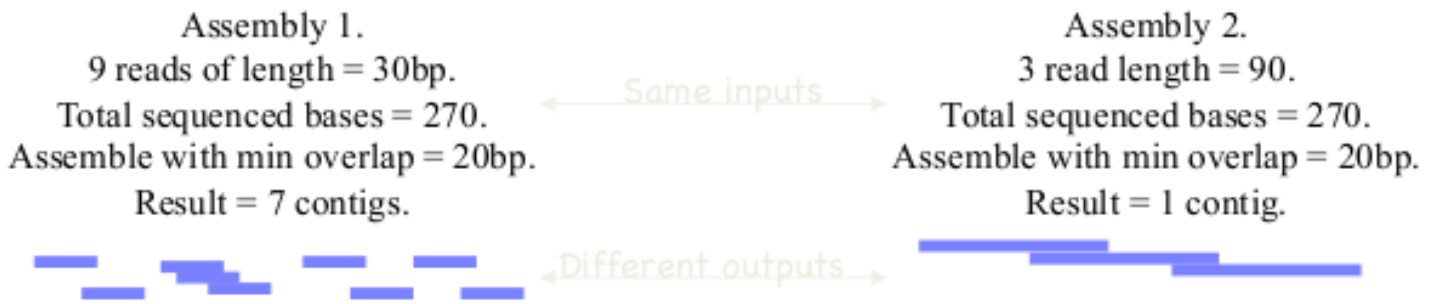 Assembly 1.
9 reads of length = 30bp.
Total sequenced bases = 270.
Assemble with min overlap = 20bp.
Result = 7 contigs.
Same inputs
Different outputs
Assembly 2.
3 read length = 90.
Total sequenced bases = 270.
Assemble with min overlap = 20bp.
Result = 1 contig.